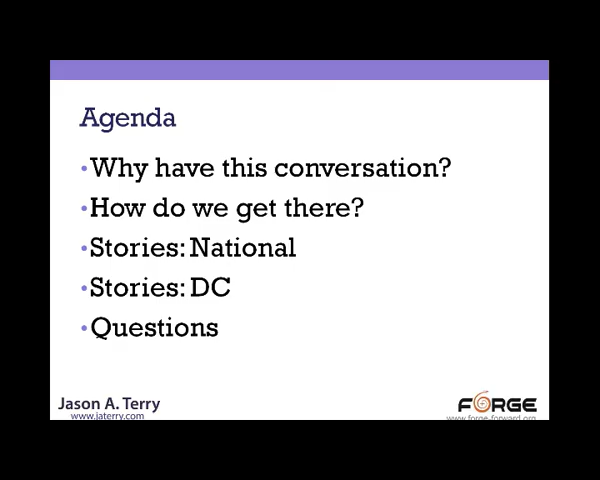 Agenda
•Why have this conversation?
•How do we get there?
•Stories: National
•Stories: DC
•Questions
Jason A. Terry
www.jaterry.com
FORGE
www.forge-forward.org